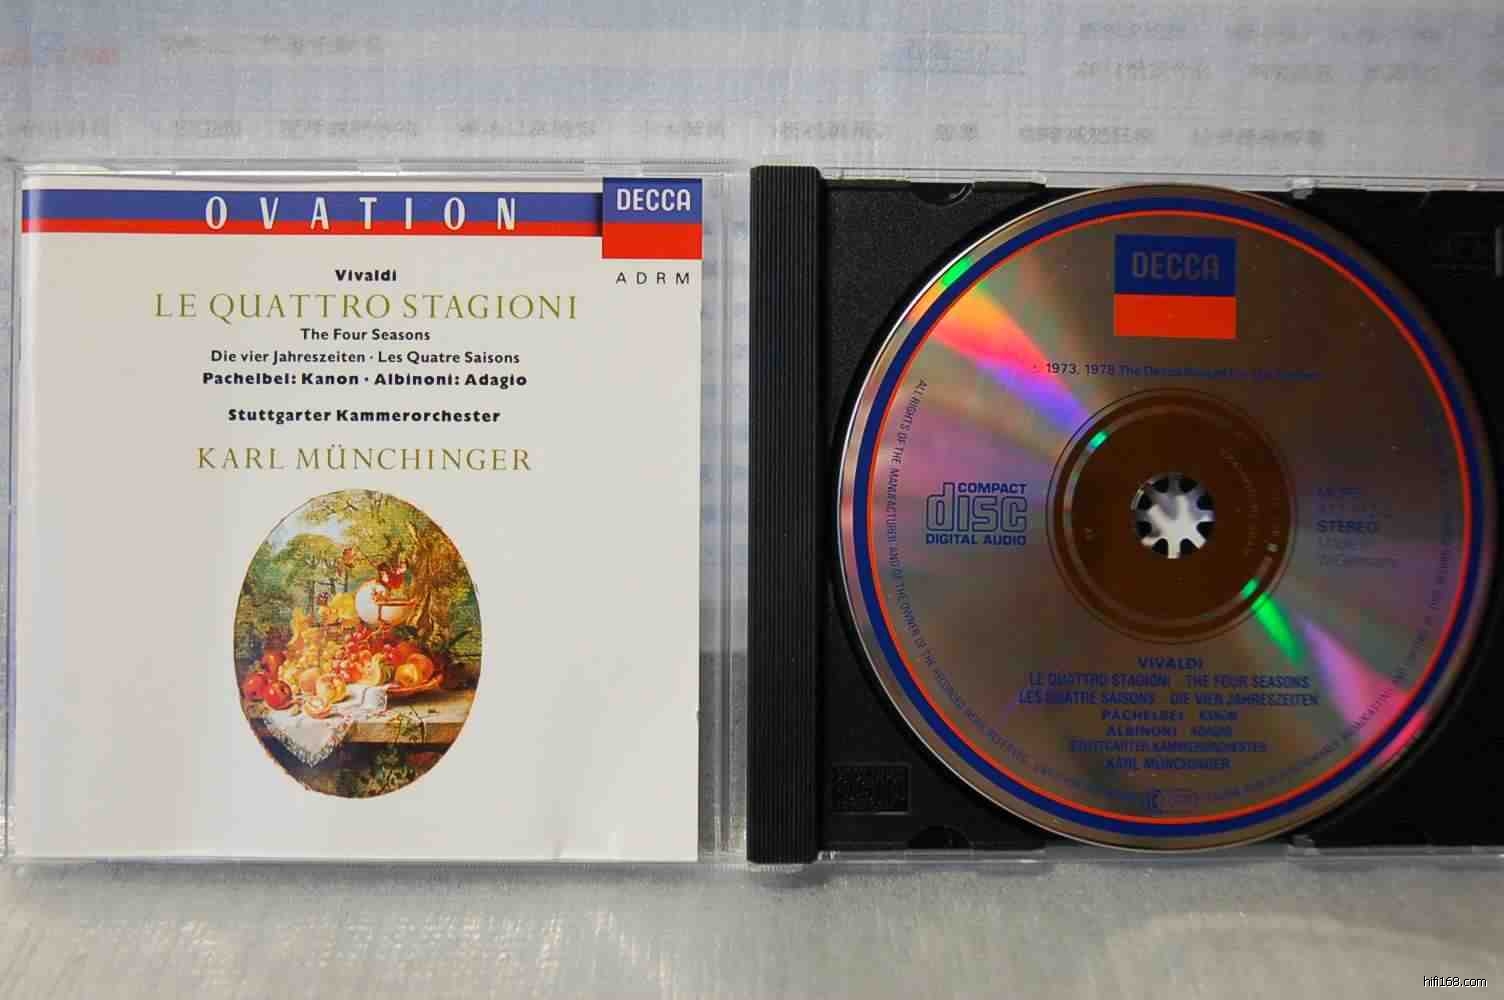 OVATION
DECCA
ADRM
Vivaldi
LE QUATTRO STAGIONI
The Four Seasons
Die vier Jahreszeiten · Les Quatre Saisons
Pachelbel: Kanon · Albinoni: Adagio
Stuttgarter Kammerorchester
KARL MÜNCHINGER
DECCA
1973, 1978 The Decca
COMPACT
disc
DIGITAL AUDIO
STEREO
ALL RIGHTS OF THE MANUFACTURER AND OF THE OWNER OF THE RECORDED WORK RESERVED
VIVALDI
LE QUATTRO STAGIONI THE FOUR SEASONS
LES QUATRE SAISONS DIE VIER JAHRESZEITEN
PACHELBEL KANON
ALBINONI ADAGIO
STUTTGARTER KAMMERORCHESTER
KARL MÜNCHINGER
hifi168.com